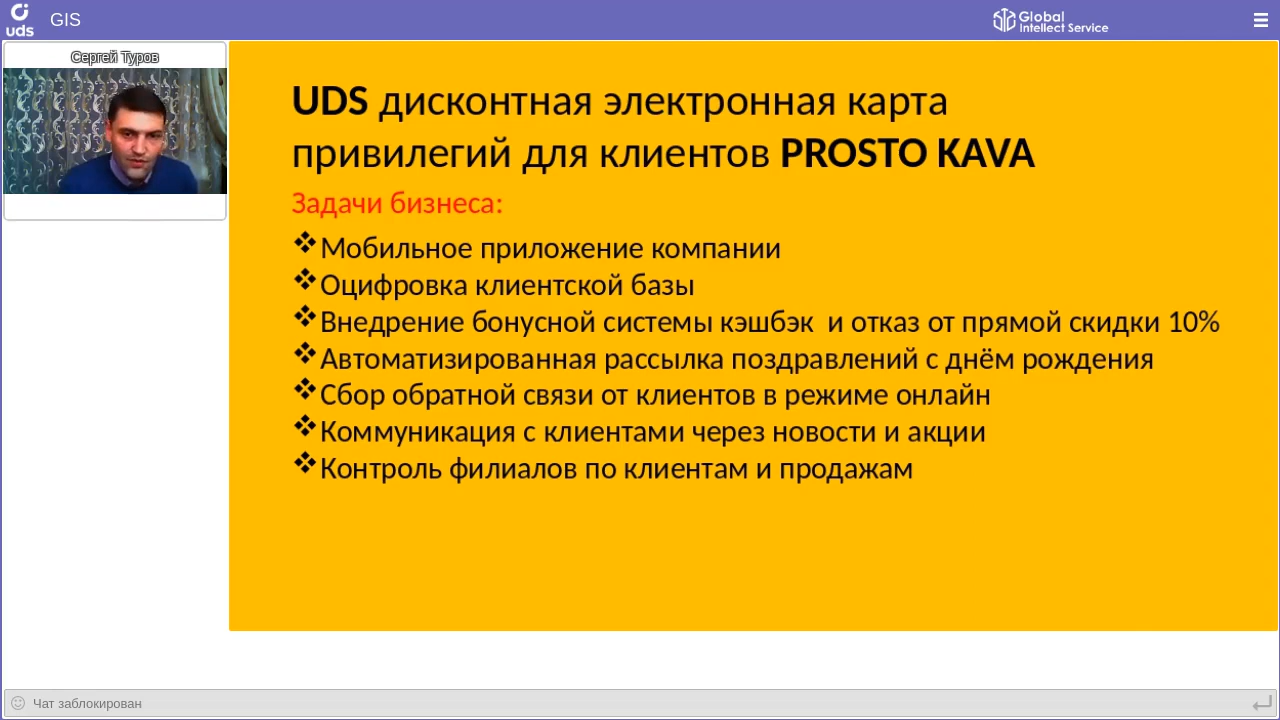 uds
GIS
Global
Intellect Service
Сергей Туров
UDS дисконтная электронная карта
привилегий для клиентов PROSTO KAVA
Задачи бизнеса:
❖Мобильное приложение компании
❖Оцифровка клиентской базы
❖Внедрение бонусной системы кэшбэк и отказ от прямой скидки 10%
❖Автоматизированная рассылка поздравлений с днём рождения
❖Сбор обратной связи от клиентов в режиме онлайн
❖Коммуникация с клиентами через новости и акции
❖Контроль филиалов по клиентам и продажам
Чат заблокирован